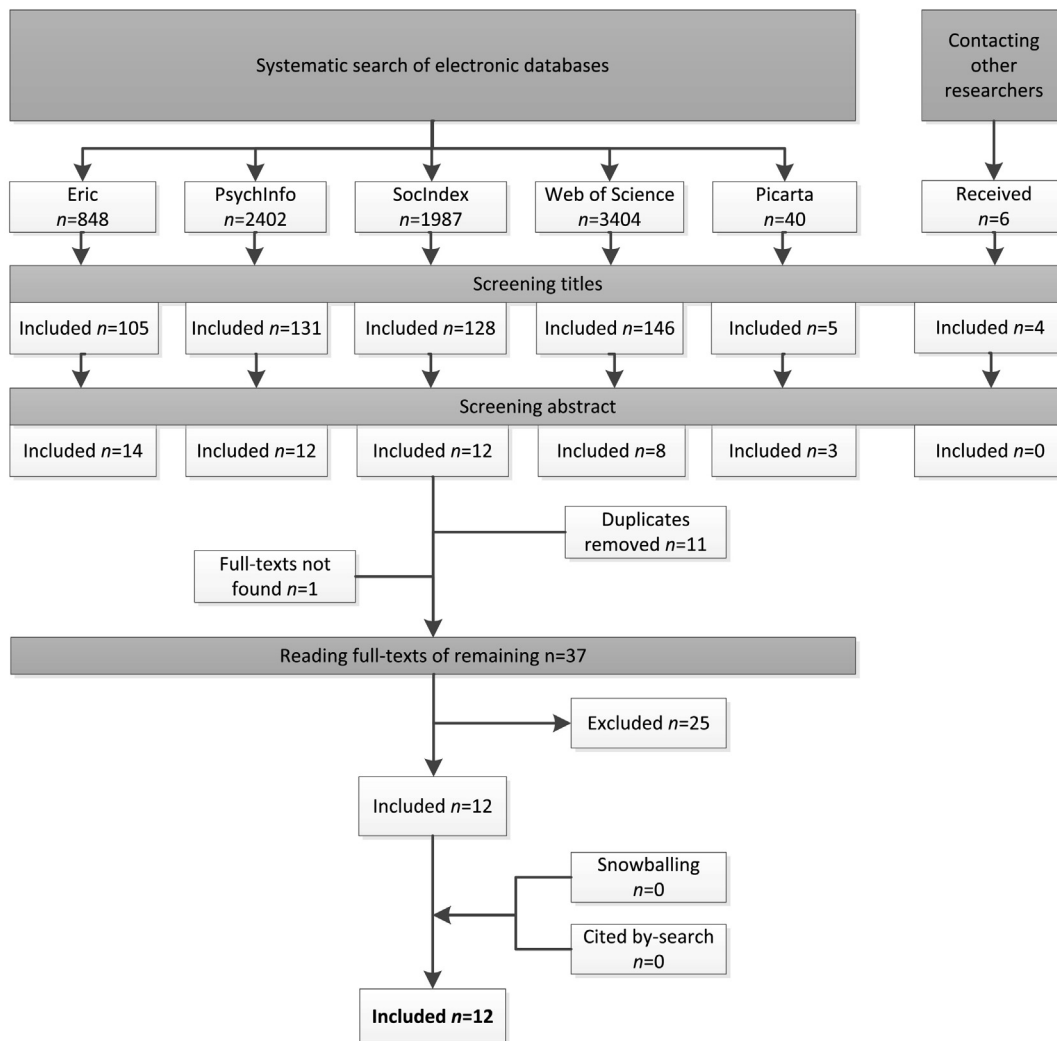 Systematic search of electronic databases
Contacting
other
researchers
Eric
n=848
PsychInfo
n=2402
SocIndex
n=1987
Web of Science
n=3404
Picarta
n=40
Received
n=6
Screening titles
Included n=105
Included n=131
Included n=128
Included n=146
Included n=5
Included n=4
Screening abstract
Included n=14
Included n=12
Included n=12
Included n=8
Included n=3
Included n=0
Duplicates
removed n=11
Full-texts not
found n=1
Reading full-texts of remaining n=37
Excluded n=25
Included n=12
Snowballing
n=0
Cited by-search
n=0
Included n=12